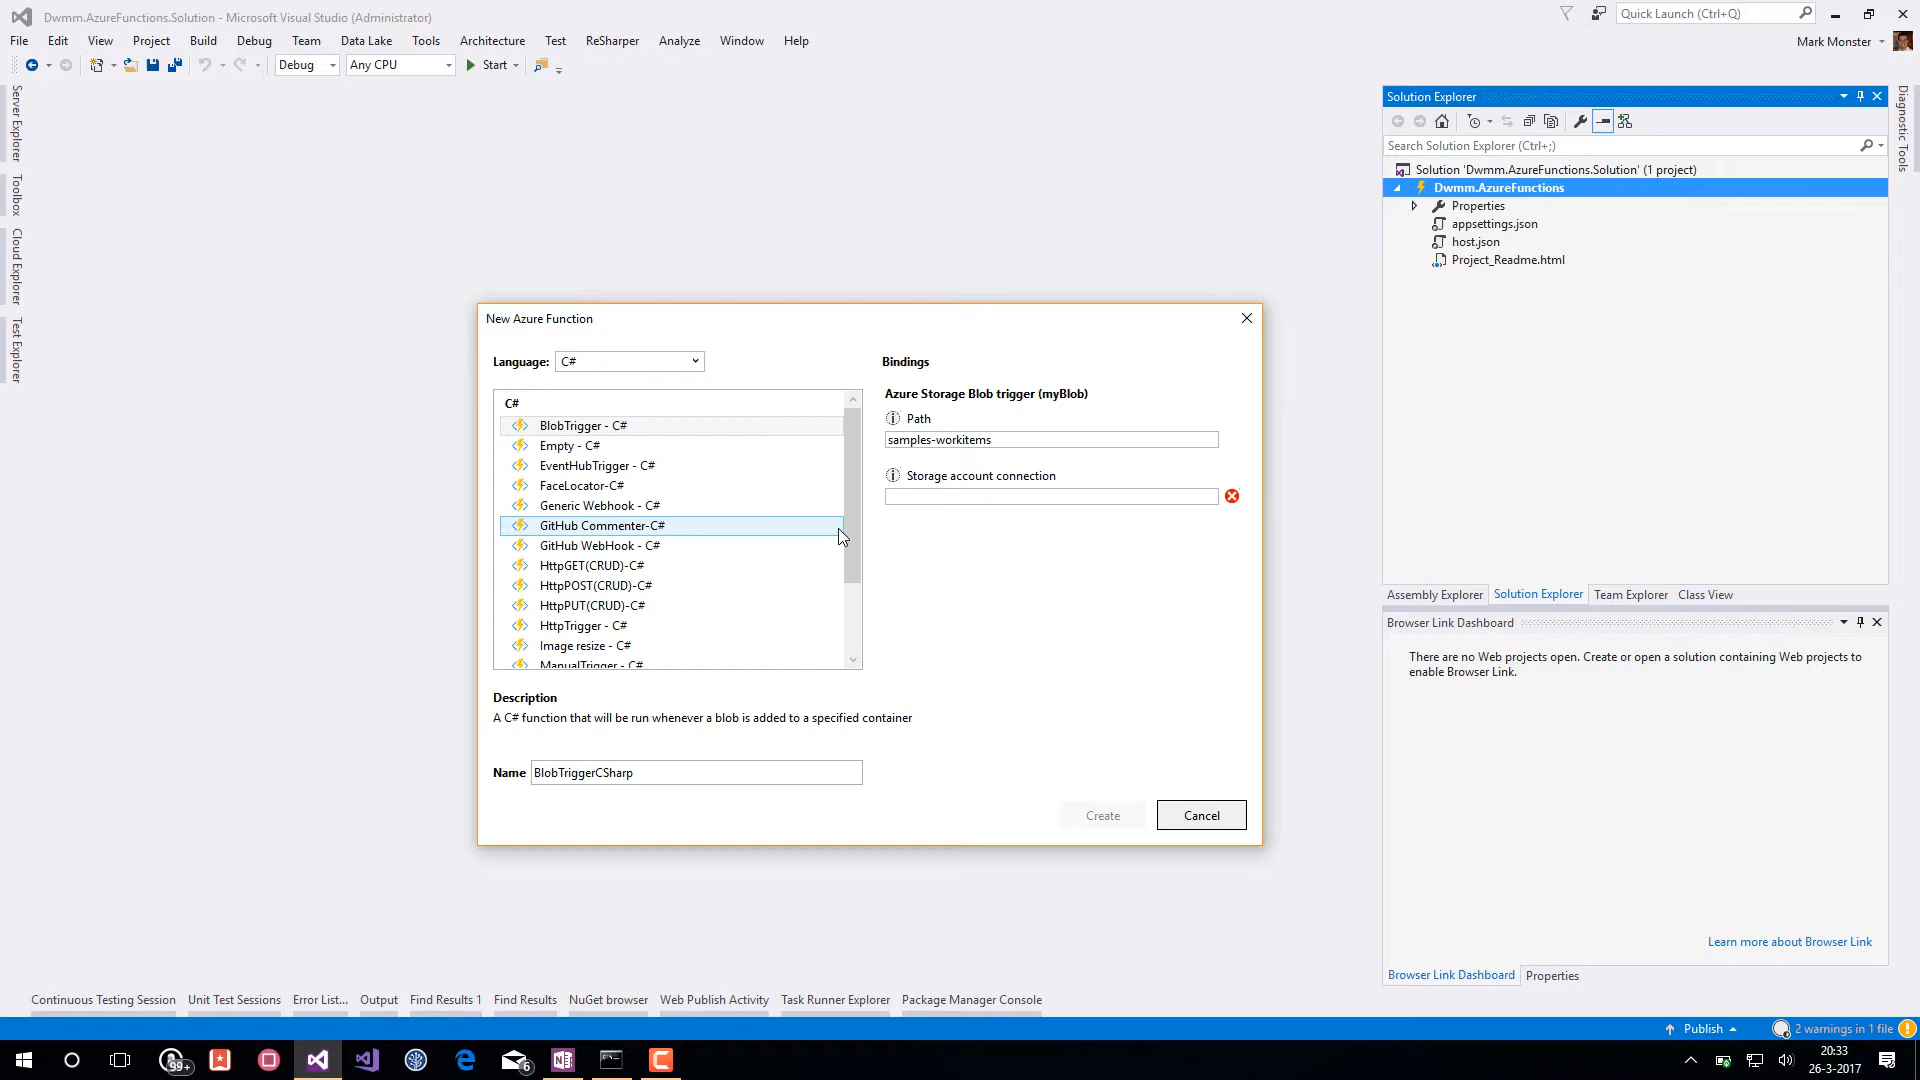 Dwmm.AzureFunctions.Solution - Microsoft Visual Studio (Administrator)
Quick Launch (Ctrl+Q)
File Edit View Project Build Debug Team Data Lake Tools Architecture Test ReSharper Analyze Window Help
Mark Monster
Debug Any CPU Start
Server Explorer
Toolbox
Cloud Explorer
Test Explorer
New Azure Function
Language: C#
C#
BlobTrigger - C#
Empty - C#
EventHubTrigger - C#
FaceLocator-C#
Generic Webhook - C#
GitHub Commenter-C#
GitHub WebHook - C#
HttpGET(CRUD)-C#
HttpPOST(CRUD)-C#
HttpPUT(CRUD)-C#
HttpTrigger - C#
Image resize - C#
ManualTrigger - C#
Bindings
Azure Storage Blob trigger (myBlob)
Path
samples-workitems
Storage account connection
Description
A C# function that will be run whenever a blob is added to a specified container
Name BlobTriggerCSharp
Create Cancel
Solution Explorer
Search Solution Explorer (Ctrl+;)
Solution 'Dwmm.AzureFunctions.Solution' (1 project)
Dwmm.AzureFunctions
Properties
appsettings.json
host.json
Project_Readme.html
Assembly Explorer Solution Explorer Team Explorer Class View
Browser Link Dashboard
There are no Web projects open. Create or open a solution containing Web projects to
enable Browser Link.
Learn more about Browser Link
Browser Link Dashboard Properties
Diagnostic Tools
Continuous Testing Session Unit Test Sessions Error List... Output Find Results 1 Find Results NuGet browser Web Publish Activity Task Runner Explorer Package Manager Console
Publish 2 warnings in 1 file
99+
6
20:33
26-3-2017